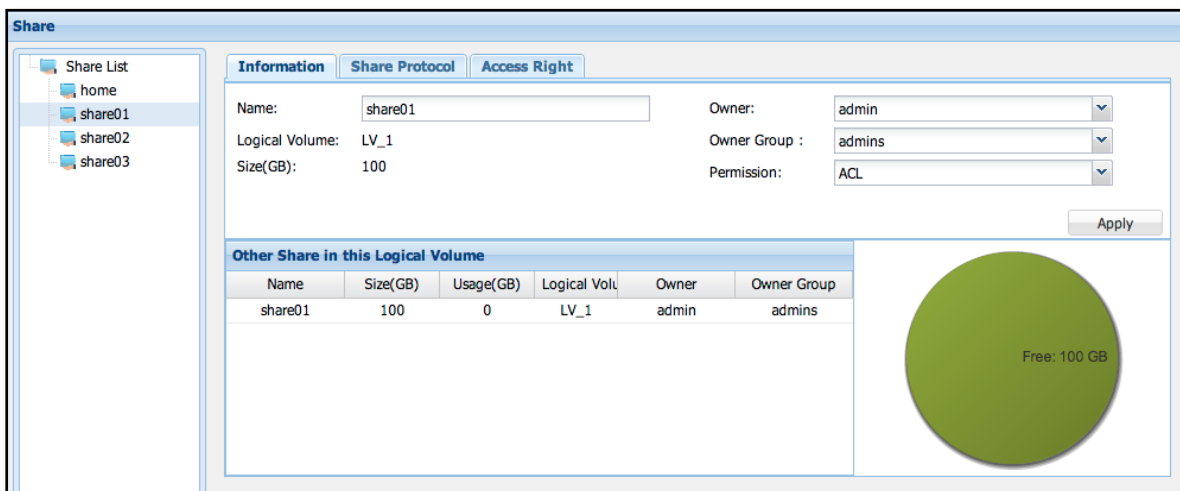 Share
Share List
home
share01
share02
share03
Information Share Protocol Access Right
Name: share01
Logical Volume: LV_1
Size(GB): 100
Owner: admin
Owner Group : admins
Permission: ACL
Apply
Other Share in this Logical Volume
Name Size(GB) Usage(GB) Logical Volu Owner Owner Group
share01 100 0 LV_1 admin admins
Free: 100 GB